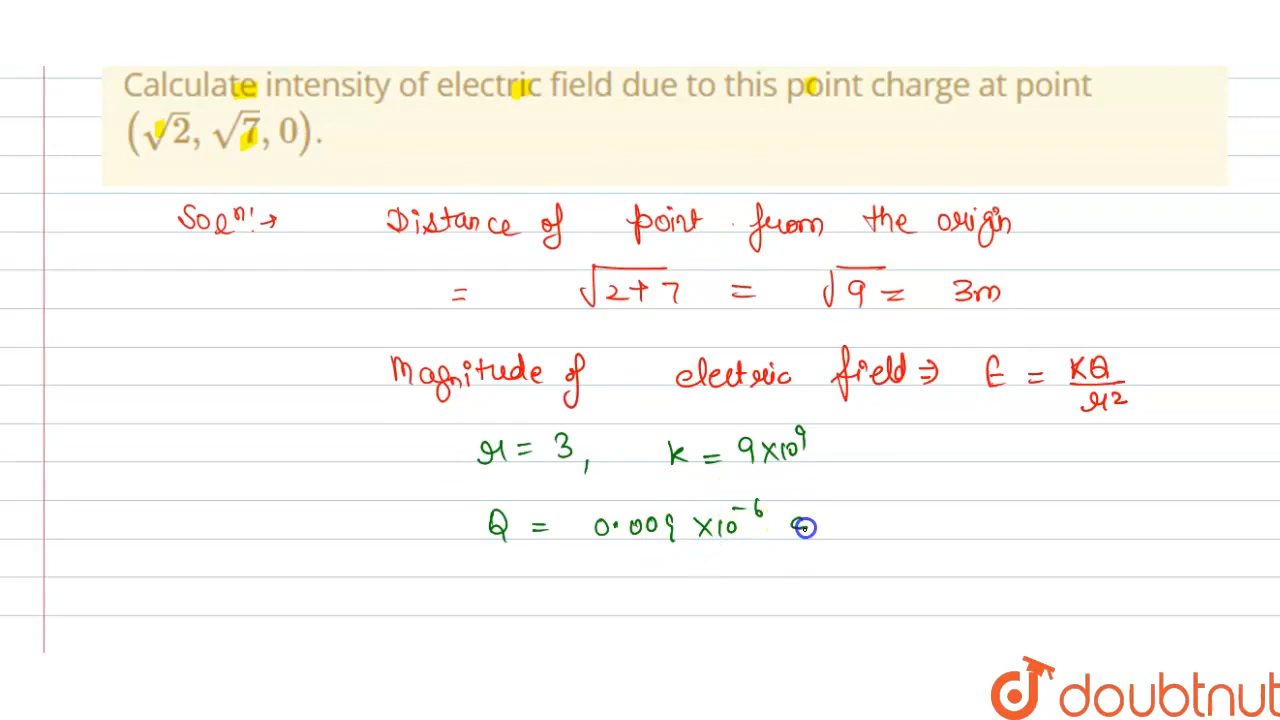 Calculate intensity of electric field due to this point charge at point
(√2, √7, 0).
Solⁿ:→ Distance of point from the origin
= √2+7 = √9 = 3m
Magnitude of electric field ⇒ E = KQ/r²
r = 3, k = 9×10⁹
Q = 0.009 ×10⁻⁶
doubtnut